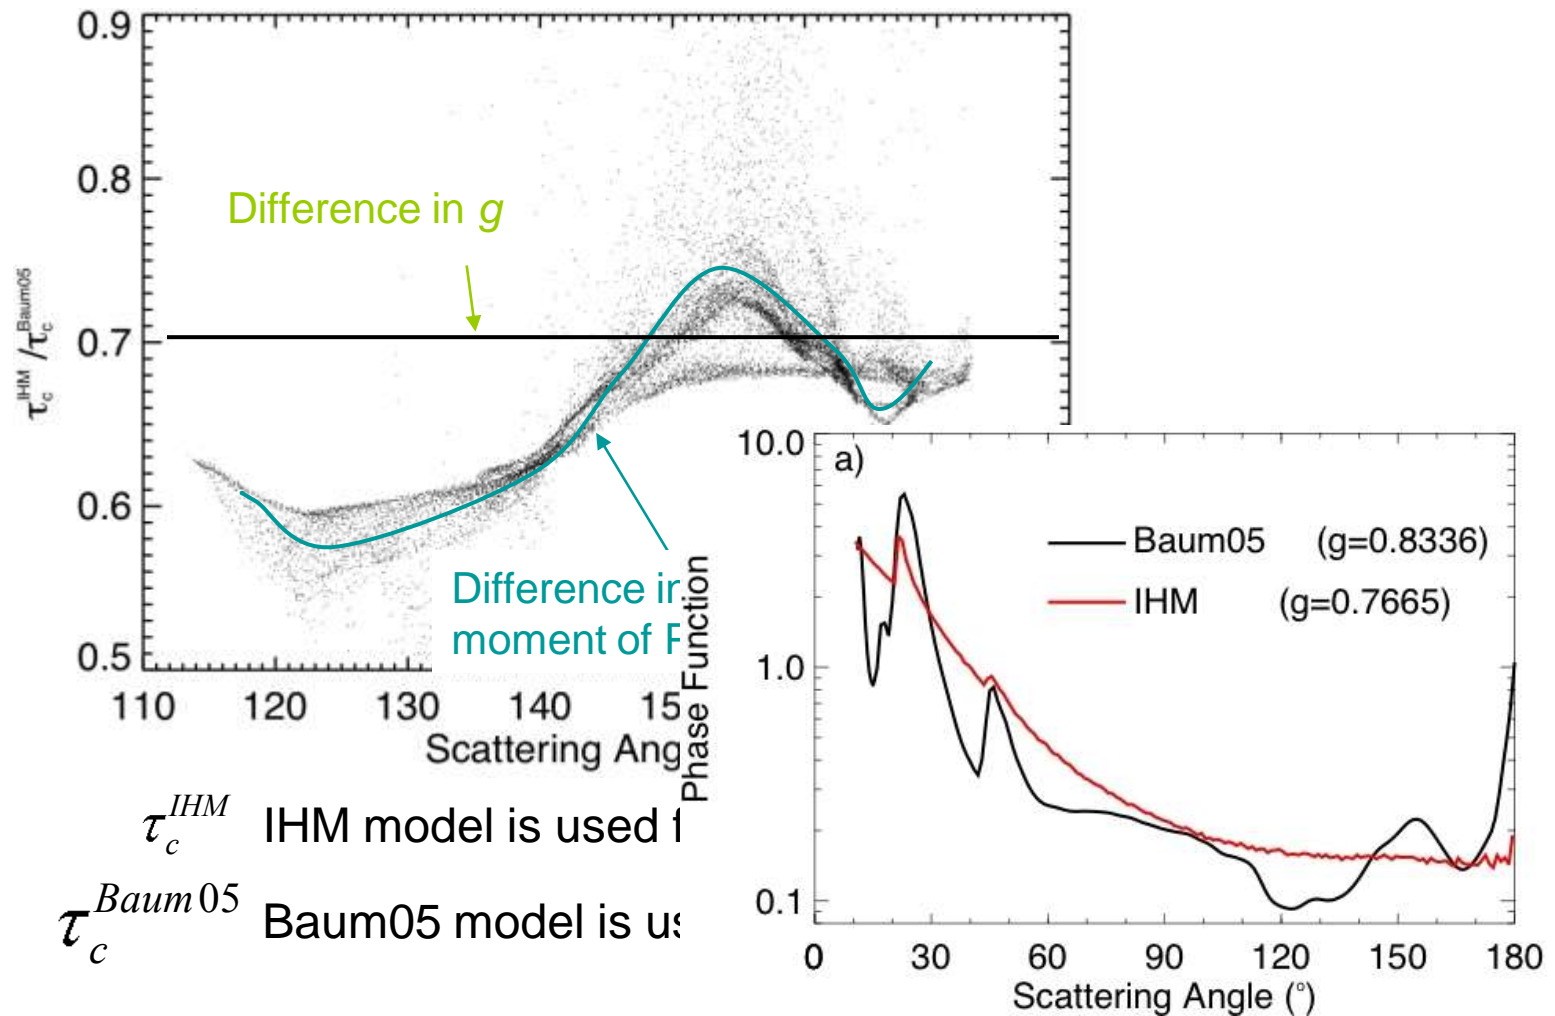 0.9
0.8
0.7
0.6
0.5
τc^IHM /τc^Baum05
Difference in g
Difference in
moment of
110 120 130 140 15
Scattering Ang
τc^IHM IHM model is used
τc^Baum05 Baum05 model is us
a)
10.0
1.0
0.1
Phase Function
Baum05 (g=0.8336)
IHM (g=0.7665)
0 30 60 90 120 150 180
Scattering Angle (°)